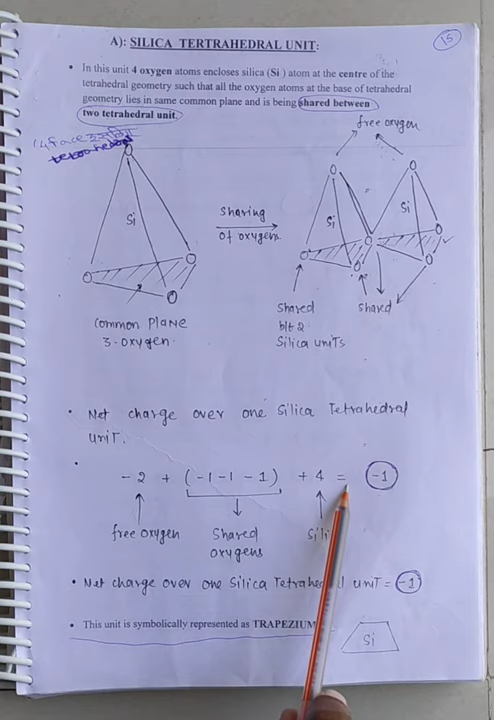 15
A): SILICA TERTRAHEDRAL UNIT:
• In this unit 4 oxygen atoms encloses silica (Si) atom at the centre of the
tetrahedral geometry such that all the oxygen atoms at the base of tetrahedral
geometry lies in same common plane and is being shared between
two tetrahedral unit.
free oxygen
Si
sharing
of oxygens
Si
Si
common plane
3-oxygen.
Shared
b/t 2
Silica units
shared
• Net charge over one Silica Tetrahedral
unit.
• -2 + (-1-1-1) +4 = -1
free oxygen
Shared
oxygens
Sili
• Net charge over one Silica Tetrahedral unit = -1
• This unit is symbolically represented as TRAPEZIUM
Si